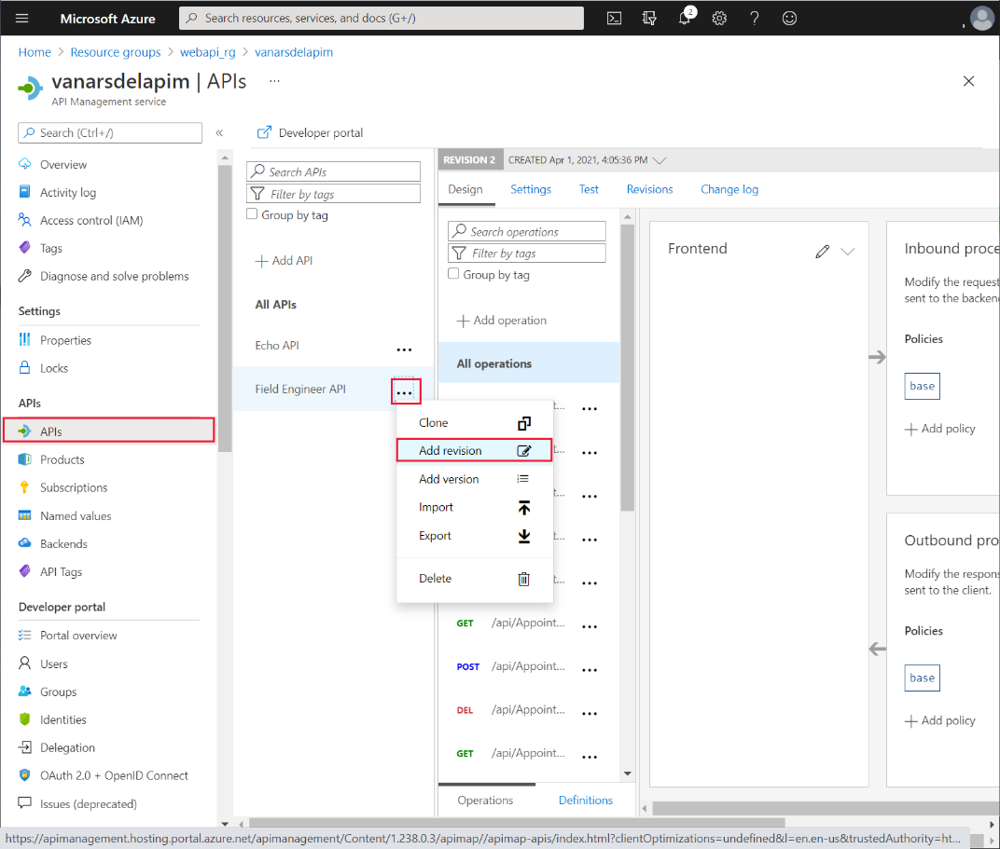 Microsoft Azure
Search resources, services, and docs (G+/)
2
Home > Resource groups > webapi_rg > vanarsdelapim
vanarsdelapim | APIs ...
API Management service
Search (Ctrl+/)
«
Overview
Activity log
Access control (IAM)
Tags
Diagnose and solve problems
Settings
Properties
Locks
APIs
APIs
Products
Subscriptions
Named values
Backends
API Tags
Developer portal
Portal overview
Users
Groups
Identities
Delegation
OAuth 2.0 + OpenID Connect
Issues (deprecated)
Developer portal
Search APIs
Filter by tags
Group by tag
Add API
All APIs
Echo API
Field Engineer API
Clone
Add revision
Add version
Import
Export
Delete
REVISION 2 CREATED Apr 1, 2021, 4:05:36 PM
Design Settings Test Revisions Change log
Search operations
Filter by tags
Group by tag
Add operation
All operations
t...
t...
t...
t...
t...
GET /api/Appoint...
POST /api/Appoint...
DEL /api/Appoint...
GET /api/Appoint...
Operations Definitions
Frontend
Inbound proce
Modify the request
sent to the backen
Policies
base
Add policy
Outbound pro
Modify the respons
sent to the client.
Policies
base
Add policy
https://apimanagement.hosting.portal.azure.net/apimanagement/Content/1.238.0.3/apimap//apimap-apis/index.html?clientOptimizations=undefined&l=en.en-us&trustedAuthority=ht...